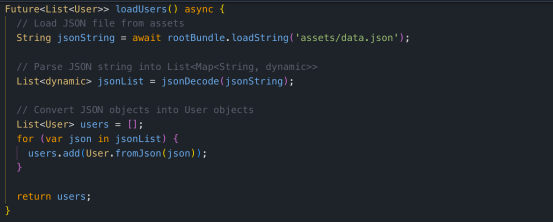 Future<List<User>> loadUsers() async {
// Load JSON file from assets
String jsonString = await rootBundle.loadString('assets/data.json');
// Parse JSON string into List<Map<String, dynamic>>
List<dynamic> jsonList = jsonDecode(jsonString);
// Convert JSON objects into User objects
List<User> users = [];
for (var json in jsonList) {
users.add(User.fromJson(json));
}
return users;
}